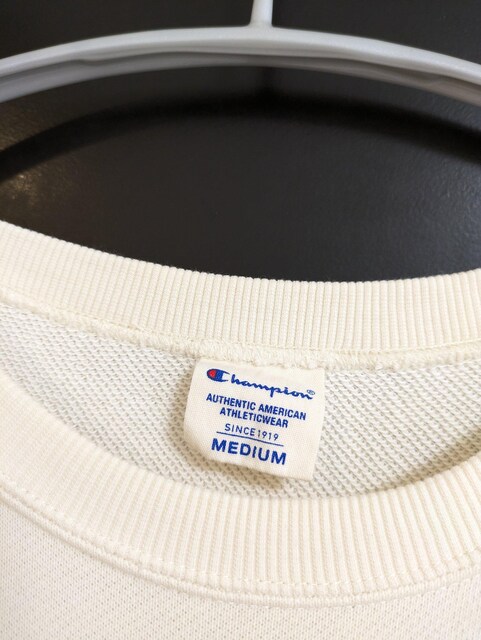 Champion®
AUTHENTIC AMERICAN
ATHLETICWEAR
SINCE 1919
MEDIUM